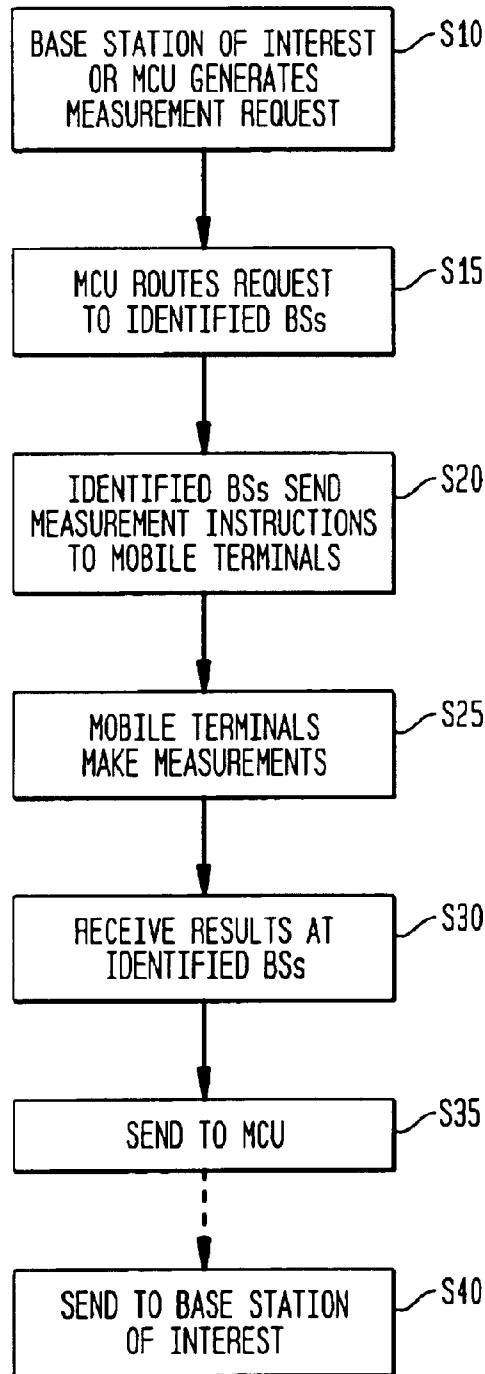 BASE STATION OF INTEREST
OR MCU GENERATES
MEASUREMENT REQUEST
S10
MCU ROUTES REQUEST
TO IDENTIFIED BSs
S15
IDENTIFIED BSs SEND
MEASUREMENT INSTRUCTIONS
TO MOBILE TERMINALS
S20
MOBILE TERMINALS
MAKE MEASUREMENTS
S25
RECEIVE RESULTS AT
IDENTIFIED BSs
S30
SEND TO MCU
S35
SEND TO BASE STATION
OF INTEREST
S40